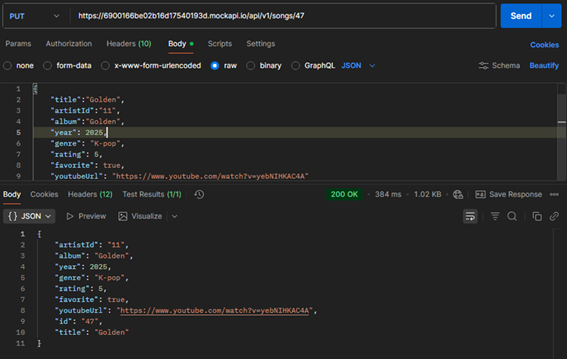 PUT https://6900166be02b16d17540193d.mockapi.io/api/v1/songs/47 Send
Params Authorization Headers (10) Body Scripts Settings Cookies
none form-data x-www-form-urlencoded raw binary GraphQL JSON Schema Beautify
1 {
2 "title":"Golden",
3 "artistId":"11",
4 "album":"Golden",
5 "year": 2025,
6 "genre": "K-pop",
7 "rating": 5,
8 "favorite": true,
9 "youtubeUrl": "https://www.youtube.com/watch?v=yebNIHKAC4A"
Body Cookies Headers (12) Test Results (1/1) 200 OK • 384 ms • 1.02 KB Save Response
{} JSON Preview Visualize
1 {
2 "artistId": "11",
3 "album": "Golden",
4 "year": 2025,
5 "genre": "K-pop",
6 "rating": 5,
7 "favorite": true,
8 "youtubeUrl": "https://www.youtube.com/watch?v=yebNIHKAC4A",
9 "id": "47",
10 "title": "Golden"
11 }